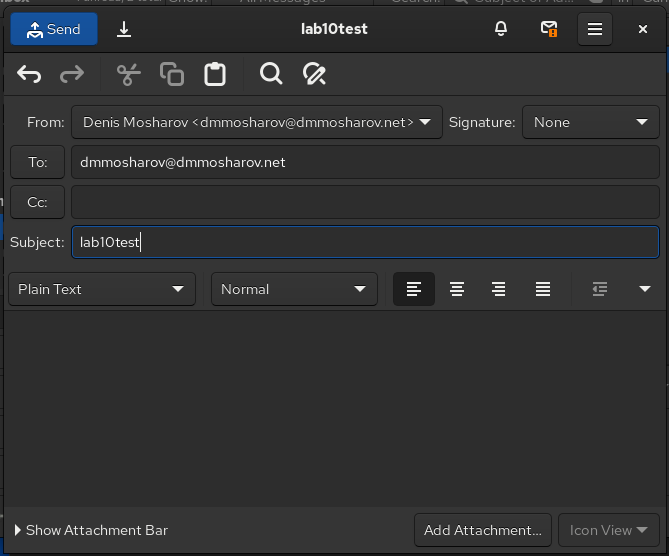 Send
lab10test
From: Denis Mosharov <dmmosharov@dmmosharov.net> Signature: None
To: dmmosharov@dmmosharov.net
Cc:
Subject: lab10test
Plain Text Normal
Show Attachment Bar Add Attachment... Icon View